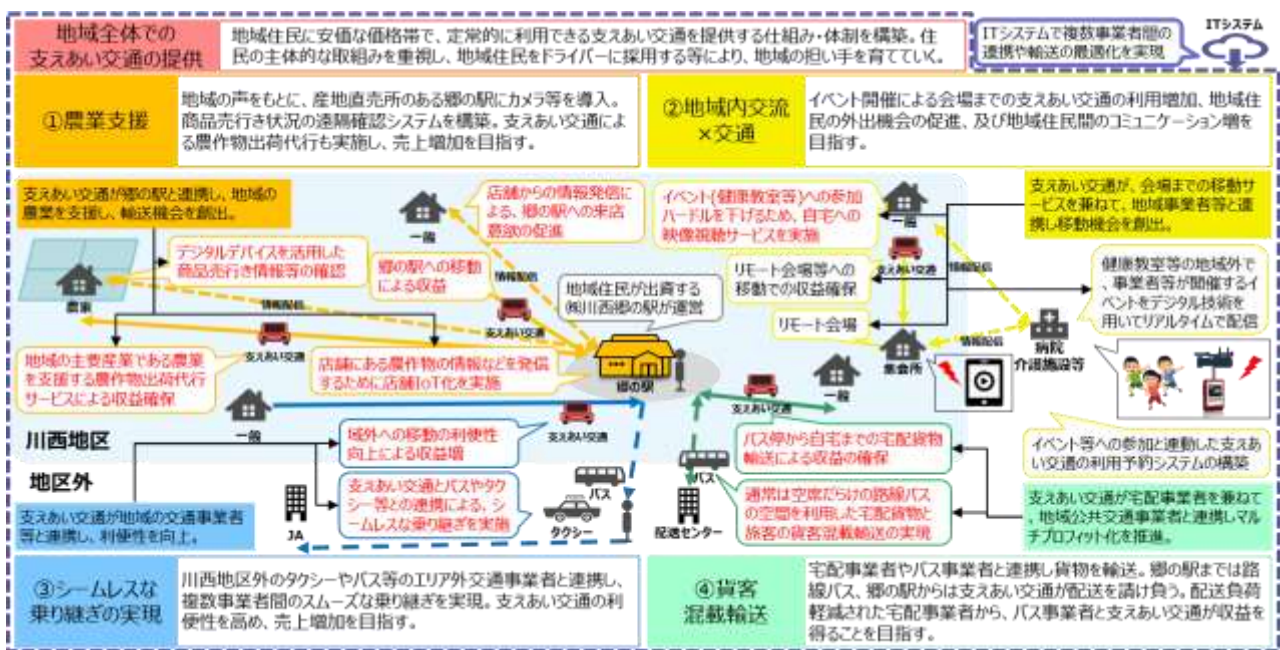 地域全体での
支えあい交通の提供
地域住民に安価な価格帯で、定常的に利用できる支えあい交通を提供する仕組み・体制を構築。住
民の主体的な取組みを重視し、地域住民をドライバーに採用する等により、地域の担い手を育てていく。
ITシステムで複数事業者間の
連携や輸送の最適化を実現
ITシステム
①農業支援
地域の声をもとに、産地直売所のある郷の駅にカメラ等を導入。
商品売行き状況の遠隔確認システムを構築。支えあい交通によ
る農作物出荷代行も実施し、売上増加を目指す。
②地域内交流
×交通
イベント開催による会場までの支えあい交通の利用増加、地域住
民の外出機会の促進、及び地域住民間のコミュニケーション増を
目指す。
支えあい交通が郷の駅と連携し、地域の
農業を支援し、輸送機会を創出。
一般
店舗からの情報発信に
よる、郷の駅への来店
意欲の促進
イベント(健康教室等)への参加
ハードルを下げるため、自宅への
映像視聴サービスを実施
一般
支えあい交通が、会場までの移動サ
ービスを兼ねて、地域事業者等と連
携し移動機会を創出。
デジタルデバイスを活用した
商品売行き情報等の確認
郷の駅への移動
による収益
情報配信
支えあい交通
情報配信
農家
情報配信
支えあい交通
地域住民が出資する
㈱川西郷の駅が運営
リモート会場等への
移動での収益確保
リモート会場
健康教室等の地域外で
、事業者等が開催するイ
ベントをデジタル技術を
用いてリアルタイムで配信
支えあい交通
地域の主要産業である農業
を支援する農作物出荷代行
サービスによる収益確保
店舗にある農作物の情報などを発信
するために店舗IoT化を実施
郷の駅
集会所
情報配信
病院
介護施設等
一般
支えあい交通
一般
支えあい交通
川西地区
地区外
域外への移動の利便性
向上による収益増
バス停から自宅までの宅配貨物
輸送による収益の確保
イベント等への参加と連動した支えあ
い交通の利用予約システムの構築
支えあい交通が地域の交通事業者
等と連携し、利便性を向上。
JA
支えあい交通とバスやタク
シー等との連携による、シ
ームレスな乗り継ぎを実施
バス
タクシー
バス
配送センター
通常は空席だらけの路線バス
の空間を利用した宅配貨物と
旅客の貨客混載輸送の実現
支えあい交通が宅配事業者を兼ねて
、地域公共交通事業者と連携しマル
チプロフィット化を推進。
③シームレスな
乗り継ぎの実現
川西地区外のタクシーやバス等のエリア外交通事業者と連携し、
複数事業者間のスムーズな乗り継ぎを実現。支えあい交通の利
便性を高め、売上増加を目指す。
④貨客
混載輸送
宅配事業者やバス事業者と連携し貨物を輸送。郷の駅までは路
線バス、郷の駅からは支えあい交通が配送を請け負う。配送負荷
軽減された宅配事業者から、バス事業者と支えあい交通が収益を
得ることを目指す。